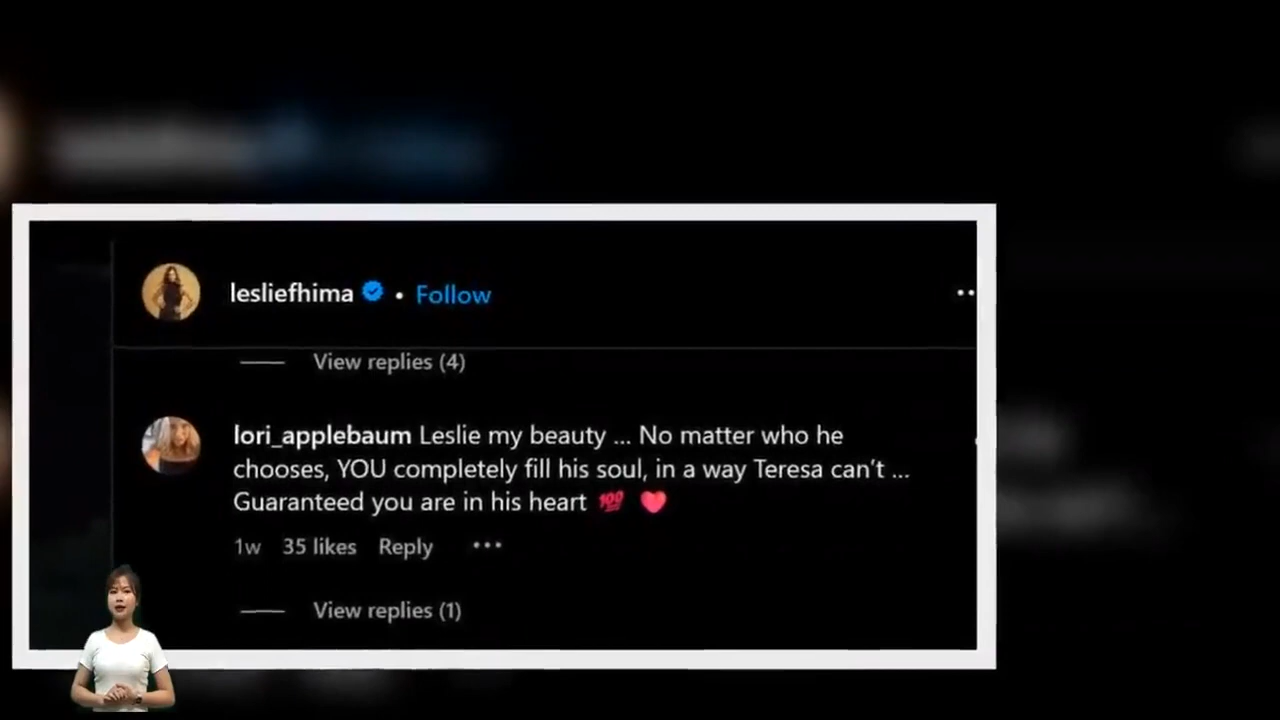 lesliefhima • Follow
View replies (4)
lori_applebaum Leslie my beauty ... No matter who he
chooses, YOU completely fill his soul, in a way Teresa can't ...
Guaranteed you are in his heart 💯 ❤️
1w 35 likes Reply
View replies (1)